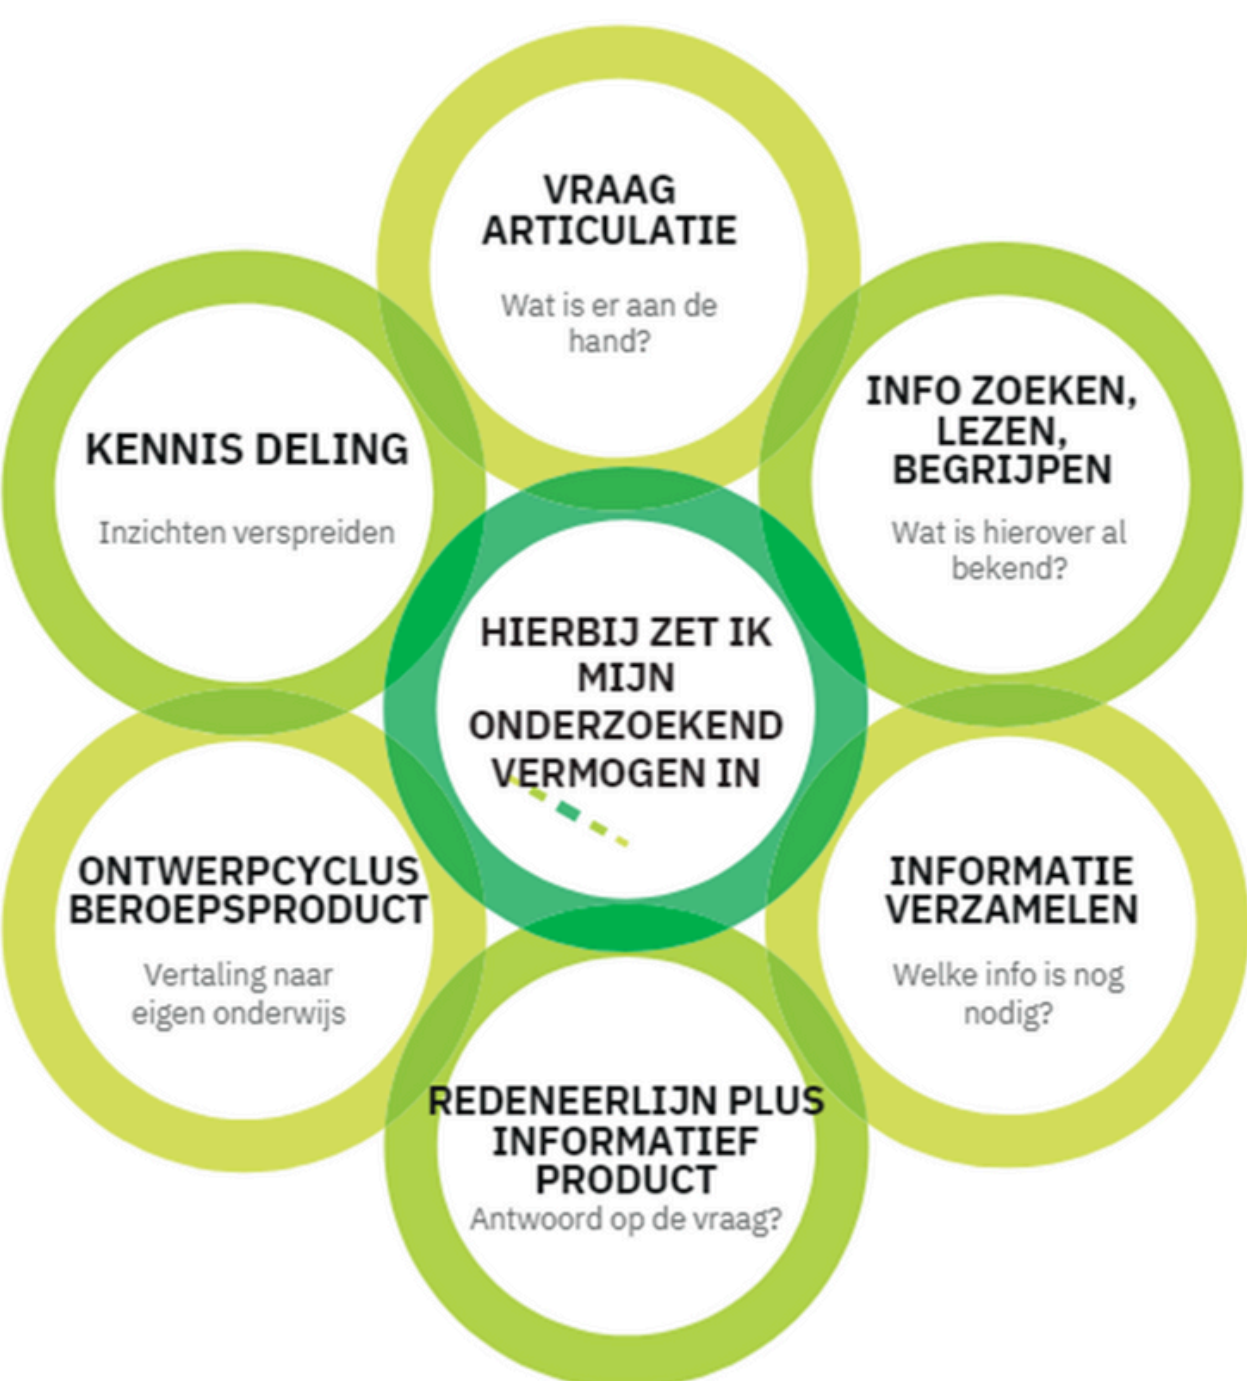 VRAAG
ARTICULATIE
Wat is er aan de
hand?
INFO ZOEKEN,
LEZEN,
BEGRIJPEN
Wat is hierover al
bekend?
KENNIS DELING
Inzichten verspreiden
HIERBIJ ZET IK
MIJN
ONDERZOEKEND
VERMOGEN IN
ONTWERPCYCLUS
BEROEPSPRODUCT
Vertaling naar
eigen onderwijs
INFORMATIE
VERZAMELEN
Welke info is nog
nodig?
REDENEERLIJN PLUS
INFORMATIEF
PRODUCT
Antwoord op de vraag?